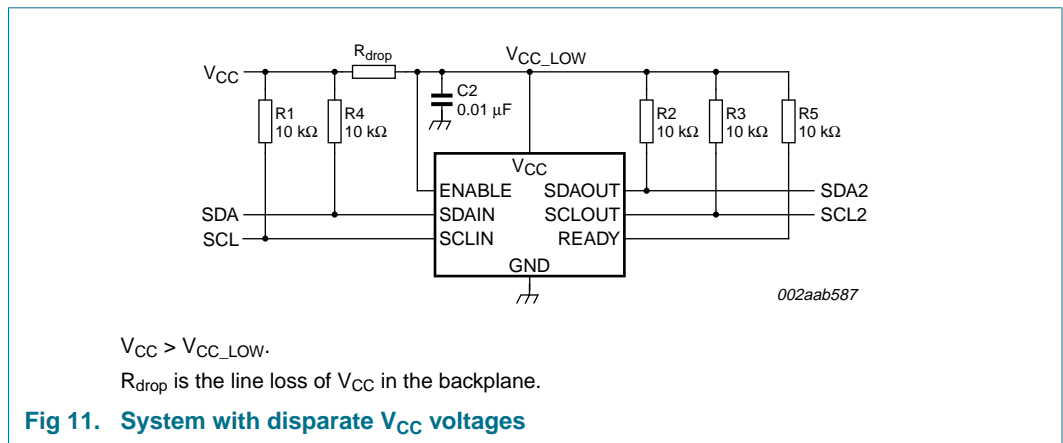 Rdrop
VCC
VCC_LOW
C2
0.01 μF
R1
10 kΩ
R4
10 kΩ
R2
10 kΩ
R3
10 kΩ
R5
10 kΩ
VCC
ENABLE
SDAOUT
SDA2
SDA
SDAIN
SCLOUT
SCL2
SCL
SCLIN
READY
GND
002aab587
VCC > VCC_LOW.
Rdrop is the line loss of VCC in the backplane.
Fig 11. System with disparate VCC voltages